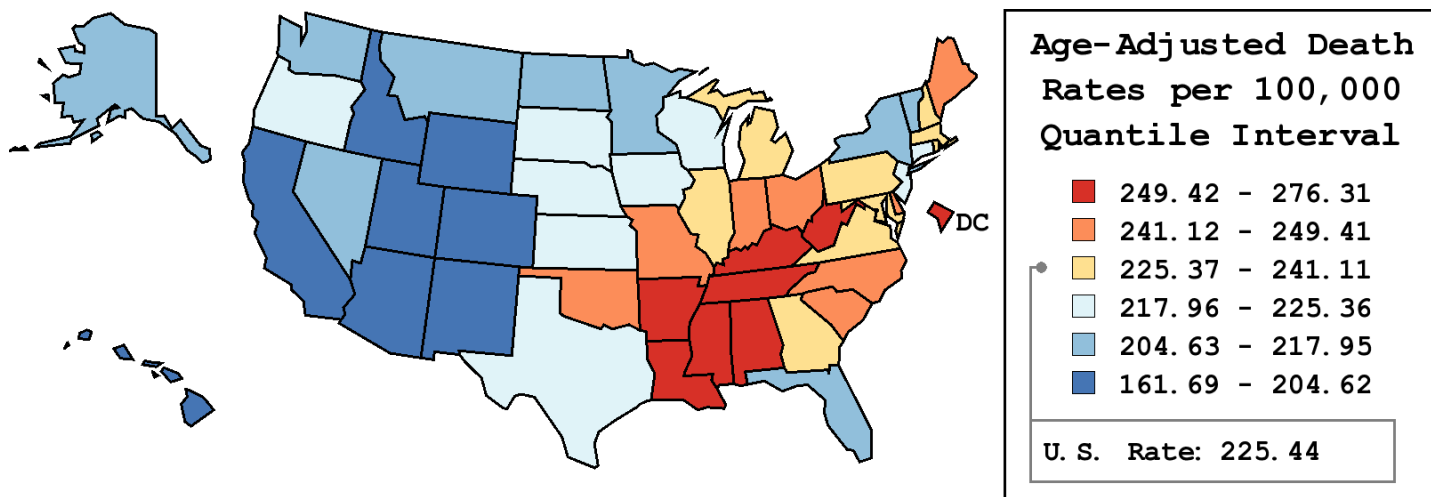 Age-Adjusted Death
Rates per 100,000
Quantile Interval
249.42 - 276.31
241.12 - 249.41
DC
225.37 - 241.11
217.96 - 225.36
204.63 - 217.95
161.69 - 204.62
U.S. Rate: 225.44